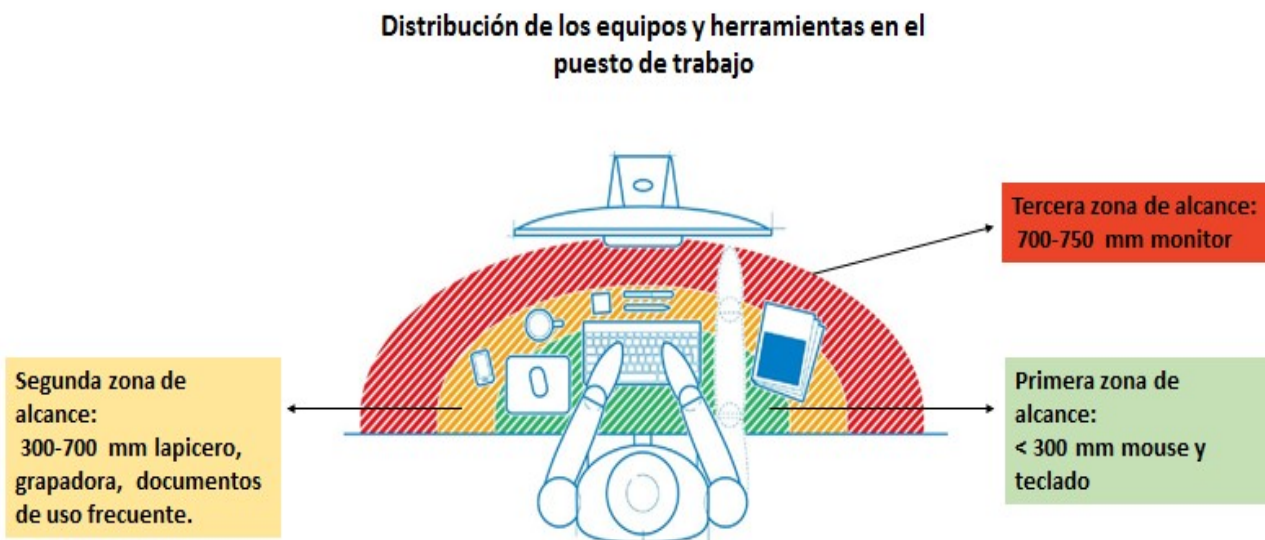 Distribución de los equipos y herramientas en el
puesto de trabajo
Tercera zona de alcance:
700-750 mm monitor
Segunda zona de
alcance:
300-700 mm lapicero,
grapadora, documentos
de uso frecuente.
Primera zona de
alcance:
< 300 mm mouse y
teclado